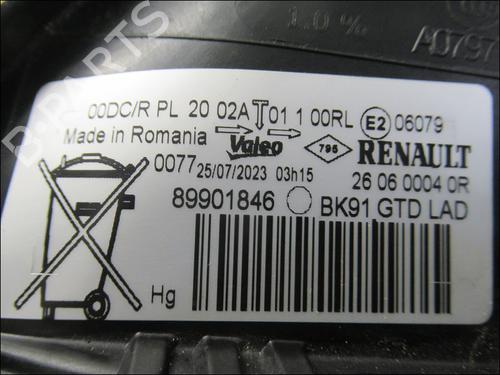 1.0 %
A0797
00DC/R PL 20 02A 01 1 00RL E2 06079
Made in Romania Valeo 795 RENAULT
0077 25/07/2023 03h15 26 06 0004 0R
89901846 BK91 GTD LAD
Hg
B-PARTS